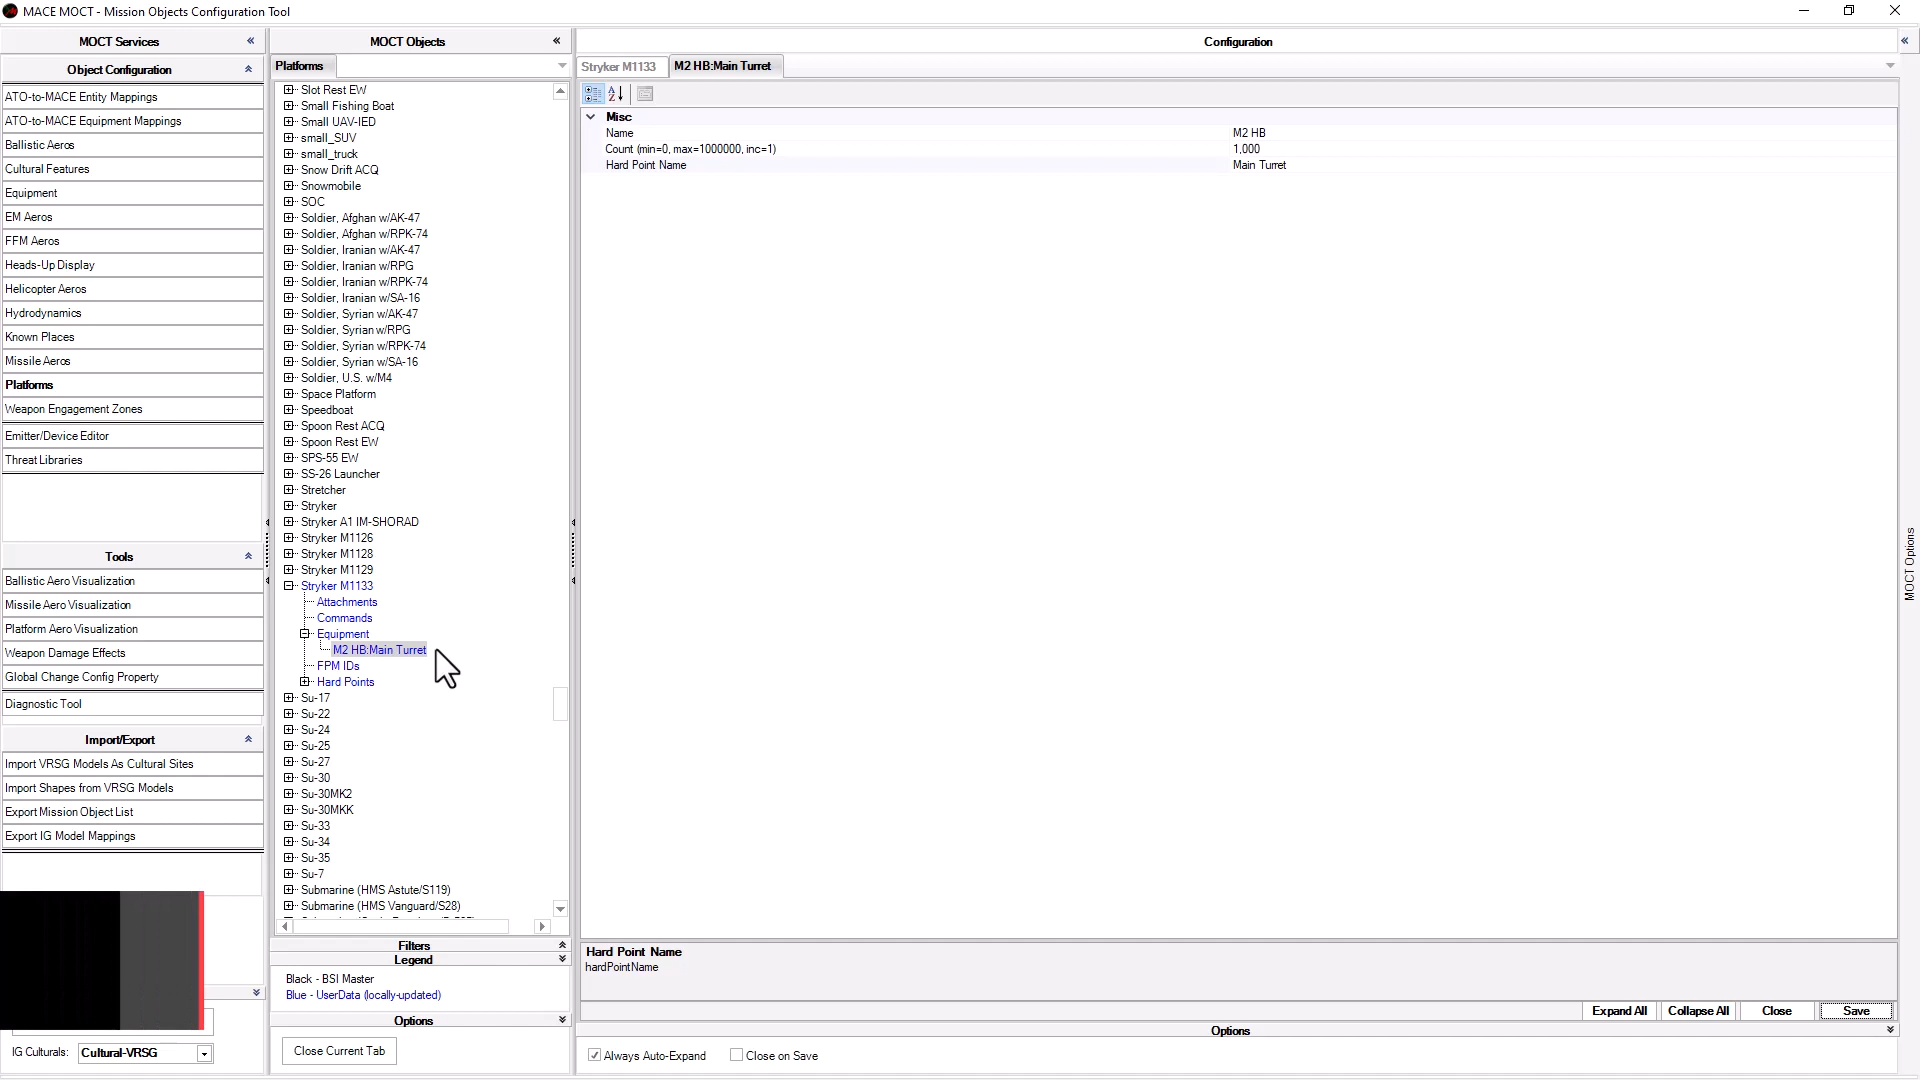 MACE MOCT - Mission Objects Configuration Tool
MOCT Services
Object Configuration
ATO-to-MACE Entity Mappings
ATO-to-MACE Equipment Mappings
Ballistic Aeros
Cultural Features
Equipment
EM Aeros
FFM Aeros
Heads-Up Display
Helicopter Aeros
Hydrodynamics
Known Places
Missile Aeros
Platforms
Weapon Engagement Zones
Emitter/Device Editor
Threat Libraries
Tools
Ballistic Aero Visualization
Missile Aero Visualization
Platform Aero Visualization
Weapon Damage Effects
Global Change Config Property
Diagnostic Tool
Import/Export
Import VRSG Models As Cultural Sites
Import Shapes from VRSG Models
Export Mission Object List
Export IG Model Mappings
IG Culturals: Cultural-VRSG
MOCT Objects
Platforms
Slot Rest EW
Small Fishing Boat
Small UAV-IED
small_SUV
small_truck
Snow Drift ACQ
Snowmobile
SOC
Soldier, Afghan w/AK-47
Soldier, Afghan w/RPK-74
Soldier, Iranian w/AK-47
Soldier, Iranian w/RPG
Soldier, Iranian w/RPK-74
Soldier, Iranian w/SA-16
Soldier, Syrian w/AK-47
Soldier, Syrian w/RPG
Soldier, Syrian w/RPK-74
Soldier, Syrian w/SA-16
Soldier, U.S. w/M4
Space Platform
Speedboat
Spoon Rest ACQ
Spoon Rest EW
SPS-55 EW
SS-26 Launcher
Stretcher
Stryker
Stryker A1 IM-SHORAD
Stryker M1126
Stryker M1128
Stryker M1129
Stryker M1133
Attachments
Commands
Equipment
M2 HB:Main Turret
FPM IDs
Hard Points
Su-17
Su-22
Su-24
Su-25
Su-27
Su-30
Su-30MK2
Su-30MKK
Su-33
Su-34
Su-35
Su-7
Submarine (HMS Astute/S119)
Submarine (HMS Vanguard/S28)
Filters
Legend
Black - BSI Master
Blue - UserData (locally-updated)
Options
Close Current Tab
Configuration
Stryker M1133 M2 HB:Main Turret
Misc
Name M2 HB
Count (min=0, max=1000000, inc=1) 1,000
Hard Point Name Main Turret
Hard Point Name
hardPointName
Expand All Collapse All Close Save
Options
Always Auto-Expand Close on Save
MOCT Options